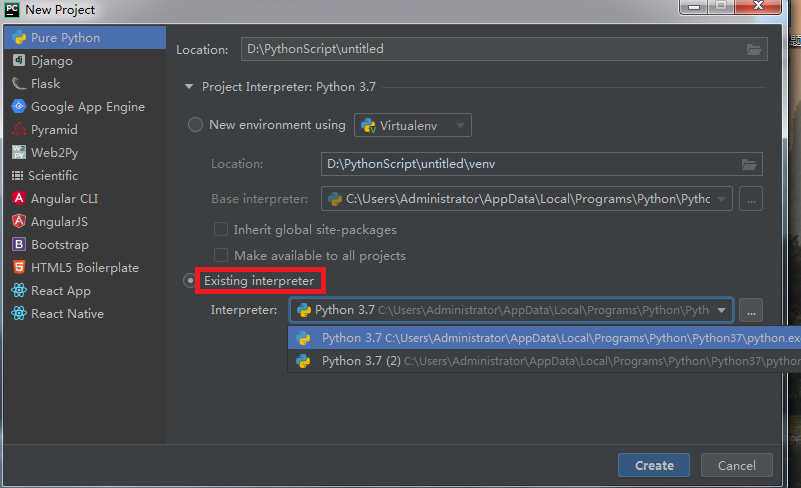 New Project
Pure Python
Django
Flask
Google App Engine
Pyramid
Web2Py
Scientific
Angular CLI
AngularJS
Bootstrap
HTML5 Boilerplate
React App
React Native
Location: D:\PythonScript\untitled
Project Interpreter: Python 3.7
New environment using Virtualenv
Location: D:\PythonScript\untitled\venv
Base interpreter: C:\Users\Administrator\AppData\Local\Programs\Python\Pythc ...
Inherit global site-packages
Make available to all projects
Existing interpreter
Interpreter: Python 3.7 C:\Users\Administrator\AppData\Local\Programs\Python\Pyth ...
Python 3.7 C:\Users\Administrator\AppData\Local\Programs\Python\Python37\python.exe
Python 3.7 (2) C:\Users\Administrator\AppData\Local\Programs\Python\Python37\python
Create Cancel